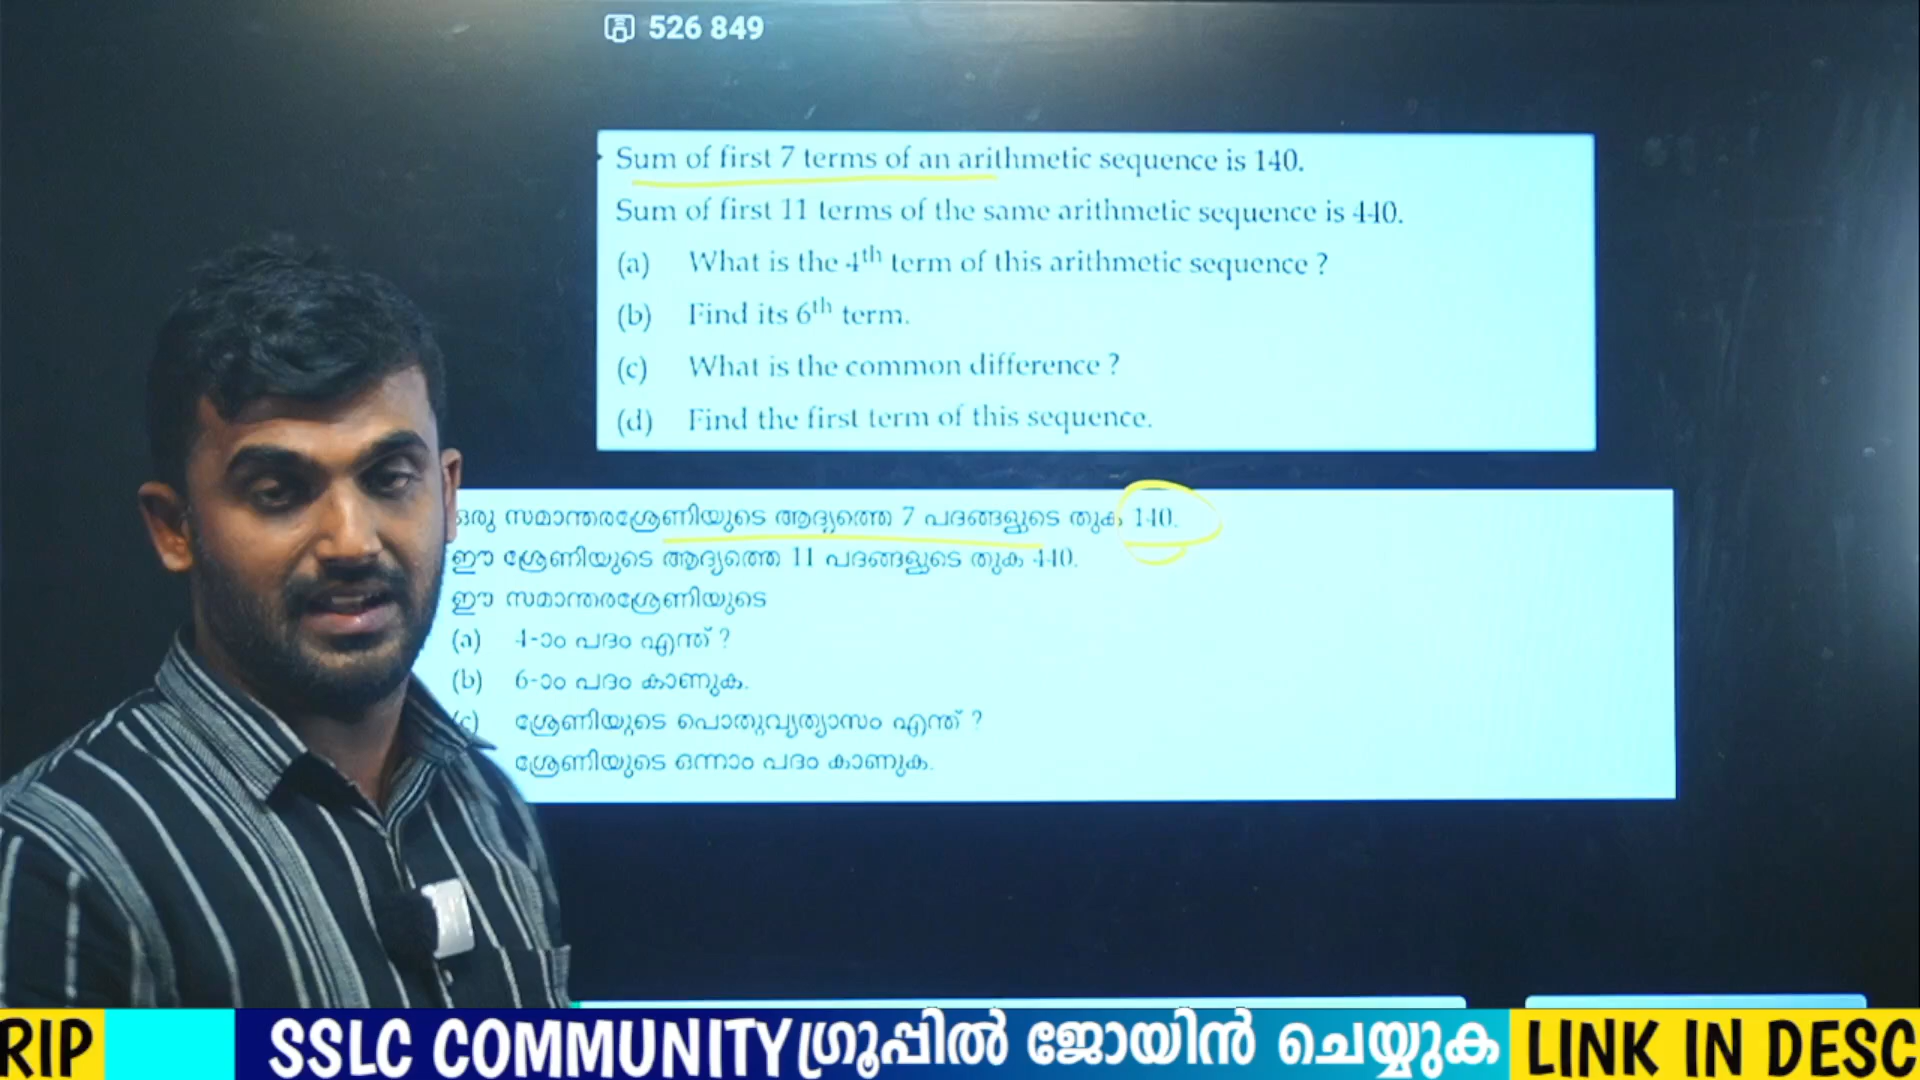 526 849
Sum of first 7 terms of an arithmetic sequence is 140.
Sum of first 11 terms of the same arithmetic sequence is 440.
(a) What is the 4th term of this arithmetic sequence ?
(b) Find its 6th term.
(c) What is the common difference ?
(d) Find the first term of this sequence.
ഒരു സമാന്തരശ്രേണിയുടെ ആദ്യത്തെ 7 പദങ്ങളുടെ തുക 140.
ഈ ശ്രേണിയുടെ ആദ്യത്തെ 11 പദങ്ങളുടെ തുക 440.
ഈ സമാന്തരശ്രേണിയുടെ
(a) 4-ാം പദം എന്ത് ?
(b) 6-ാം പദം കാണുക.
(c) ശ്രേണിയുടെ പൊതുവ്യത്യാസം എന്ത് ?
ശ്രേണിയുടെ ഒന്നാം പദം കാണുക.
RIP SSLC COMMUNITY ഗ്രൂപ്പിൽ ജോയിൻ ചെയ്യുക LINK IN DESC